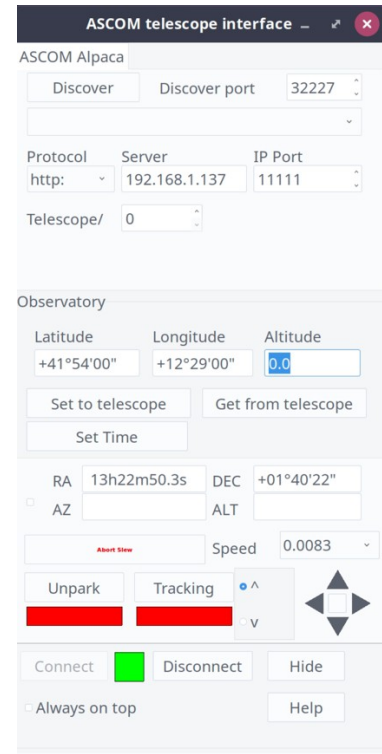 ASCOM telescope interface
ASCOM Alpaca
Discover Discover port 32227
Protocol Server IP Port
http: 192.168.1.137 11111
Telescope/ 0
Observatory
Latitude Longitude Altitude
+41°54'00" +12°29'00" 0.0
Set to telescope Get from telescope
Set Time
RA 13h22m50.3s DEC +01°40'22"
AZ ALT
Abort Slew Speed 0.0083
Unpark Tracking ^
v
Connect Disconnect Hide
Always on top Help